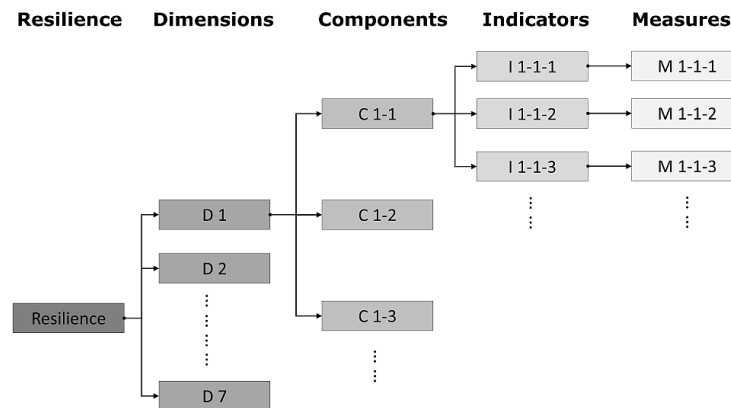 Resilience Dimensions Components Indicators Measures
I 1-1-1 M 1-1-1
C 1-1 I 1-1-2 M 1-1-2
I 1-1-3 M 1-1-3
D 1 C 1-2
D 2
Resilience C 1-3
D 7